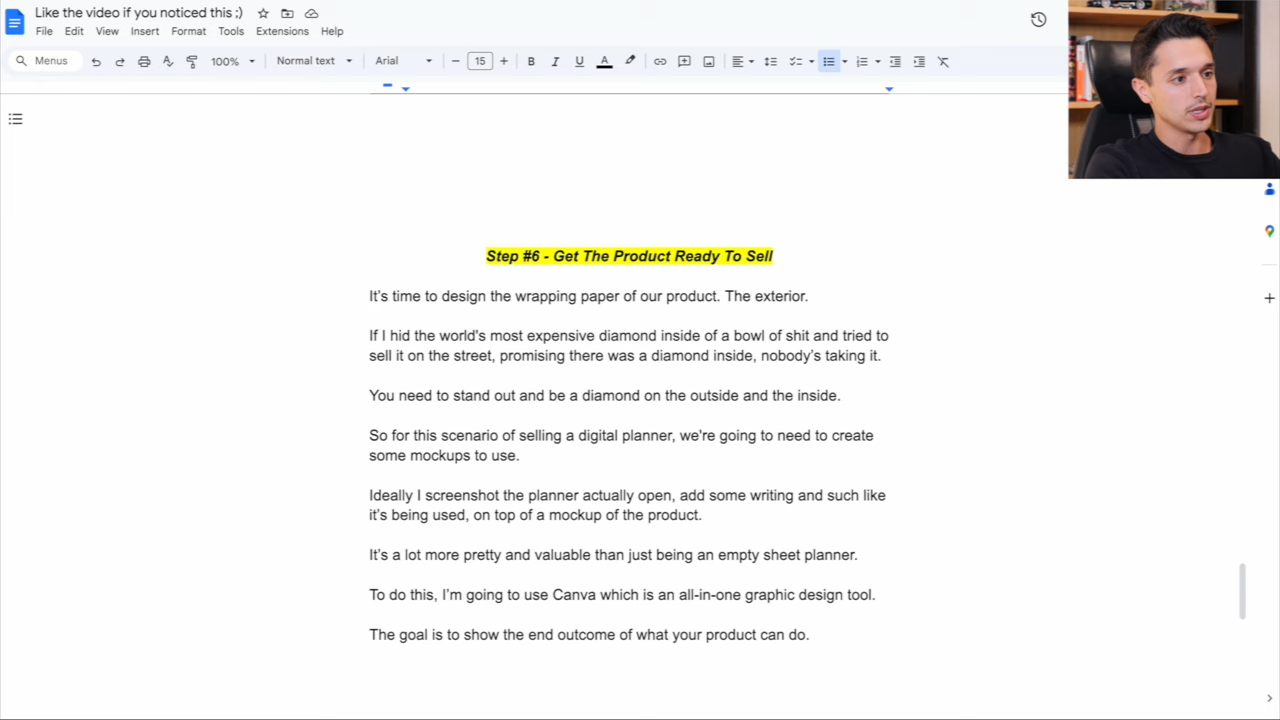 Like the video if you noticed this ;)
File Edit View Insert Format Tools Extensions Help
Menus 100% Normal text Arial 15 B I U A
Step #6 - Get The Product Ready To Sell
It's time to design the wrapping paper of our product. The exterior.
If I hid the world's most expensive diamond inside of a bowl of shit and tried to
sell it on the street, promising there was a diamond inside, nobody's taking it.
You need to stand out and be a diamond on the outside and the inside.
So for this scenario of selling a digital planner, we're going to need to create
some mockups to use.
Ideally I screenshot the planner actually open, add some writing and such like
it's being used, on top of a mockup of the product.
It's a lot more pretty and valuable than just being an empty sheet planner.
To do this, I'm going to use Canva which is an all-in-one graphic design tool.
The goal is to show the end outcome of what your product can do.